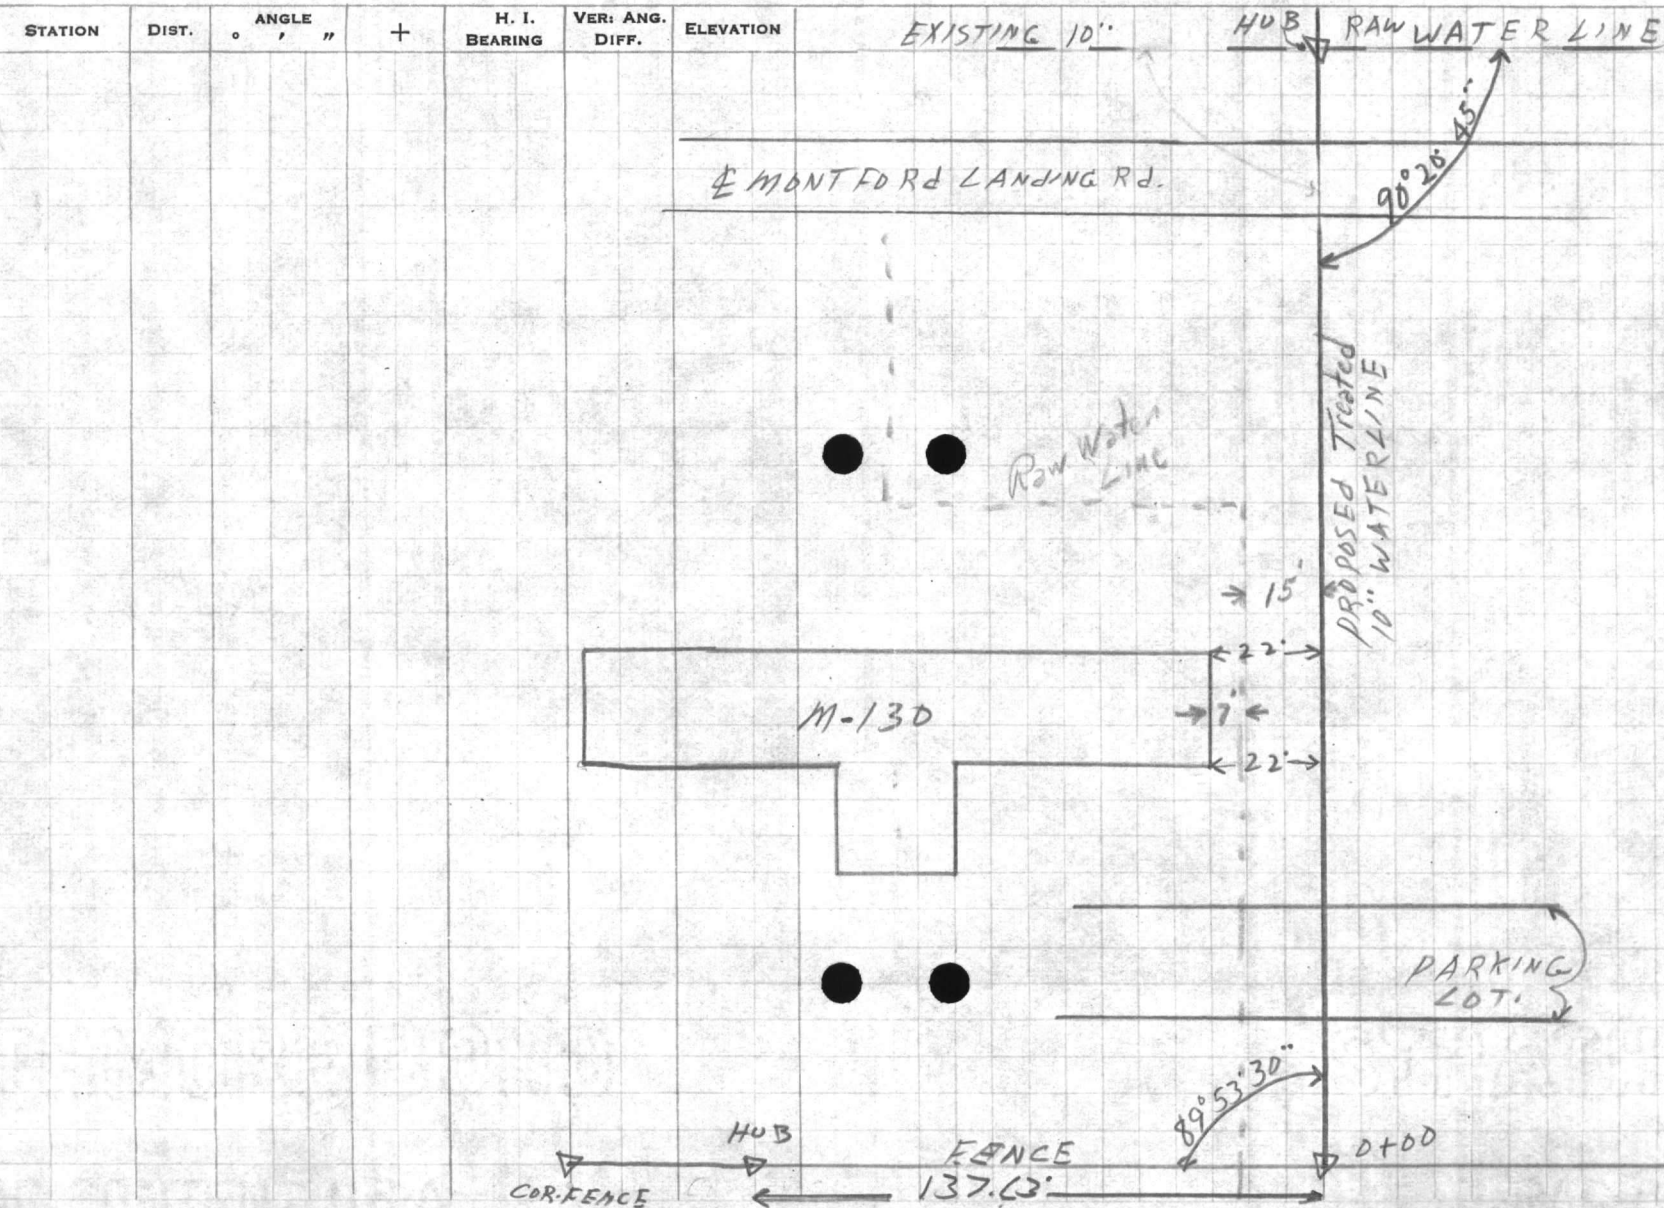 STATION DIST. ANGLE ° ′ ″ + H. I. BEARING VER: ANG. DIFF. ELEVATION
EXISTING 10" HUB RAW WATER LINE
90° 20' 45"
℄ MONTFORd LANdING Rd.
PROPOSEd Treated
10" WATERLINE
Raw Water
Line
15'
22'
M-130
7'
22'
PARKING
LOT.
89° 53' 30"
HUB
FENCE
0+00
COR. FENCE
137.63'